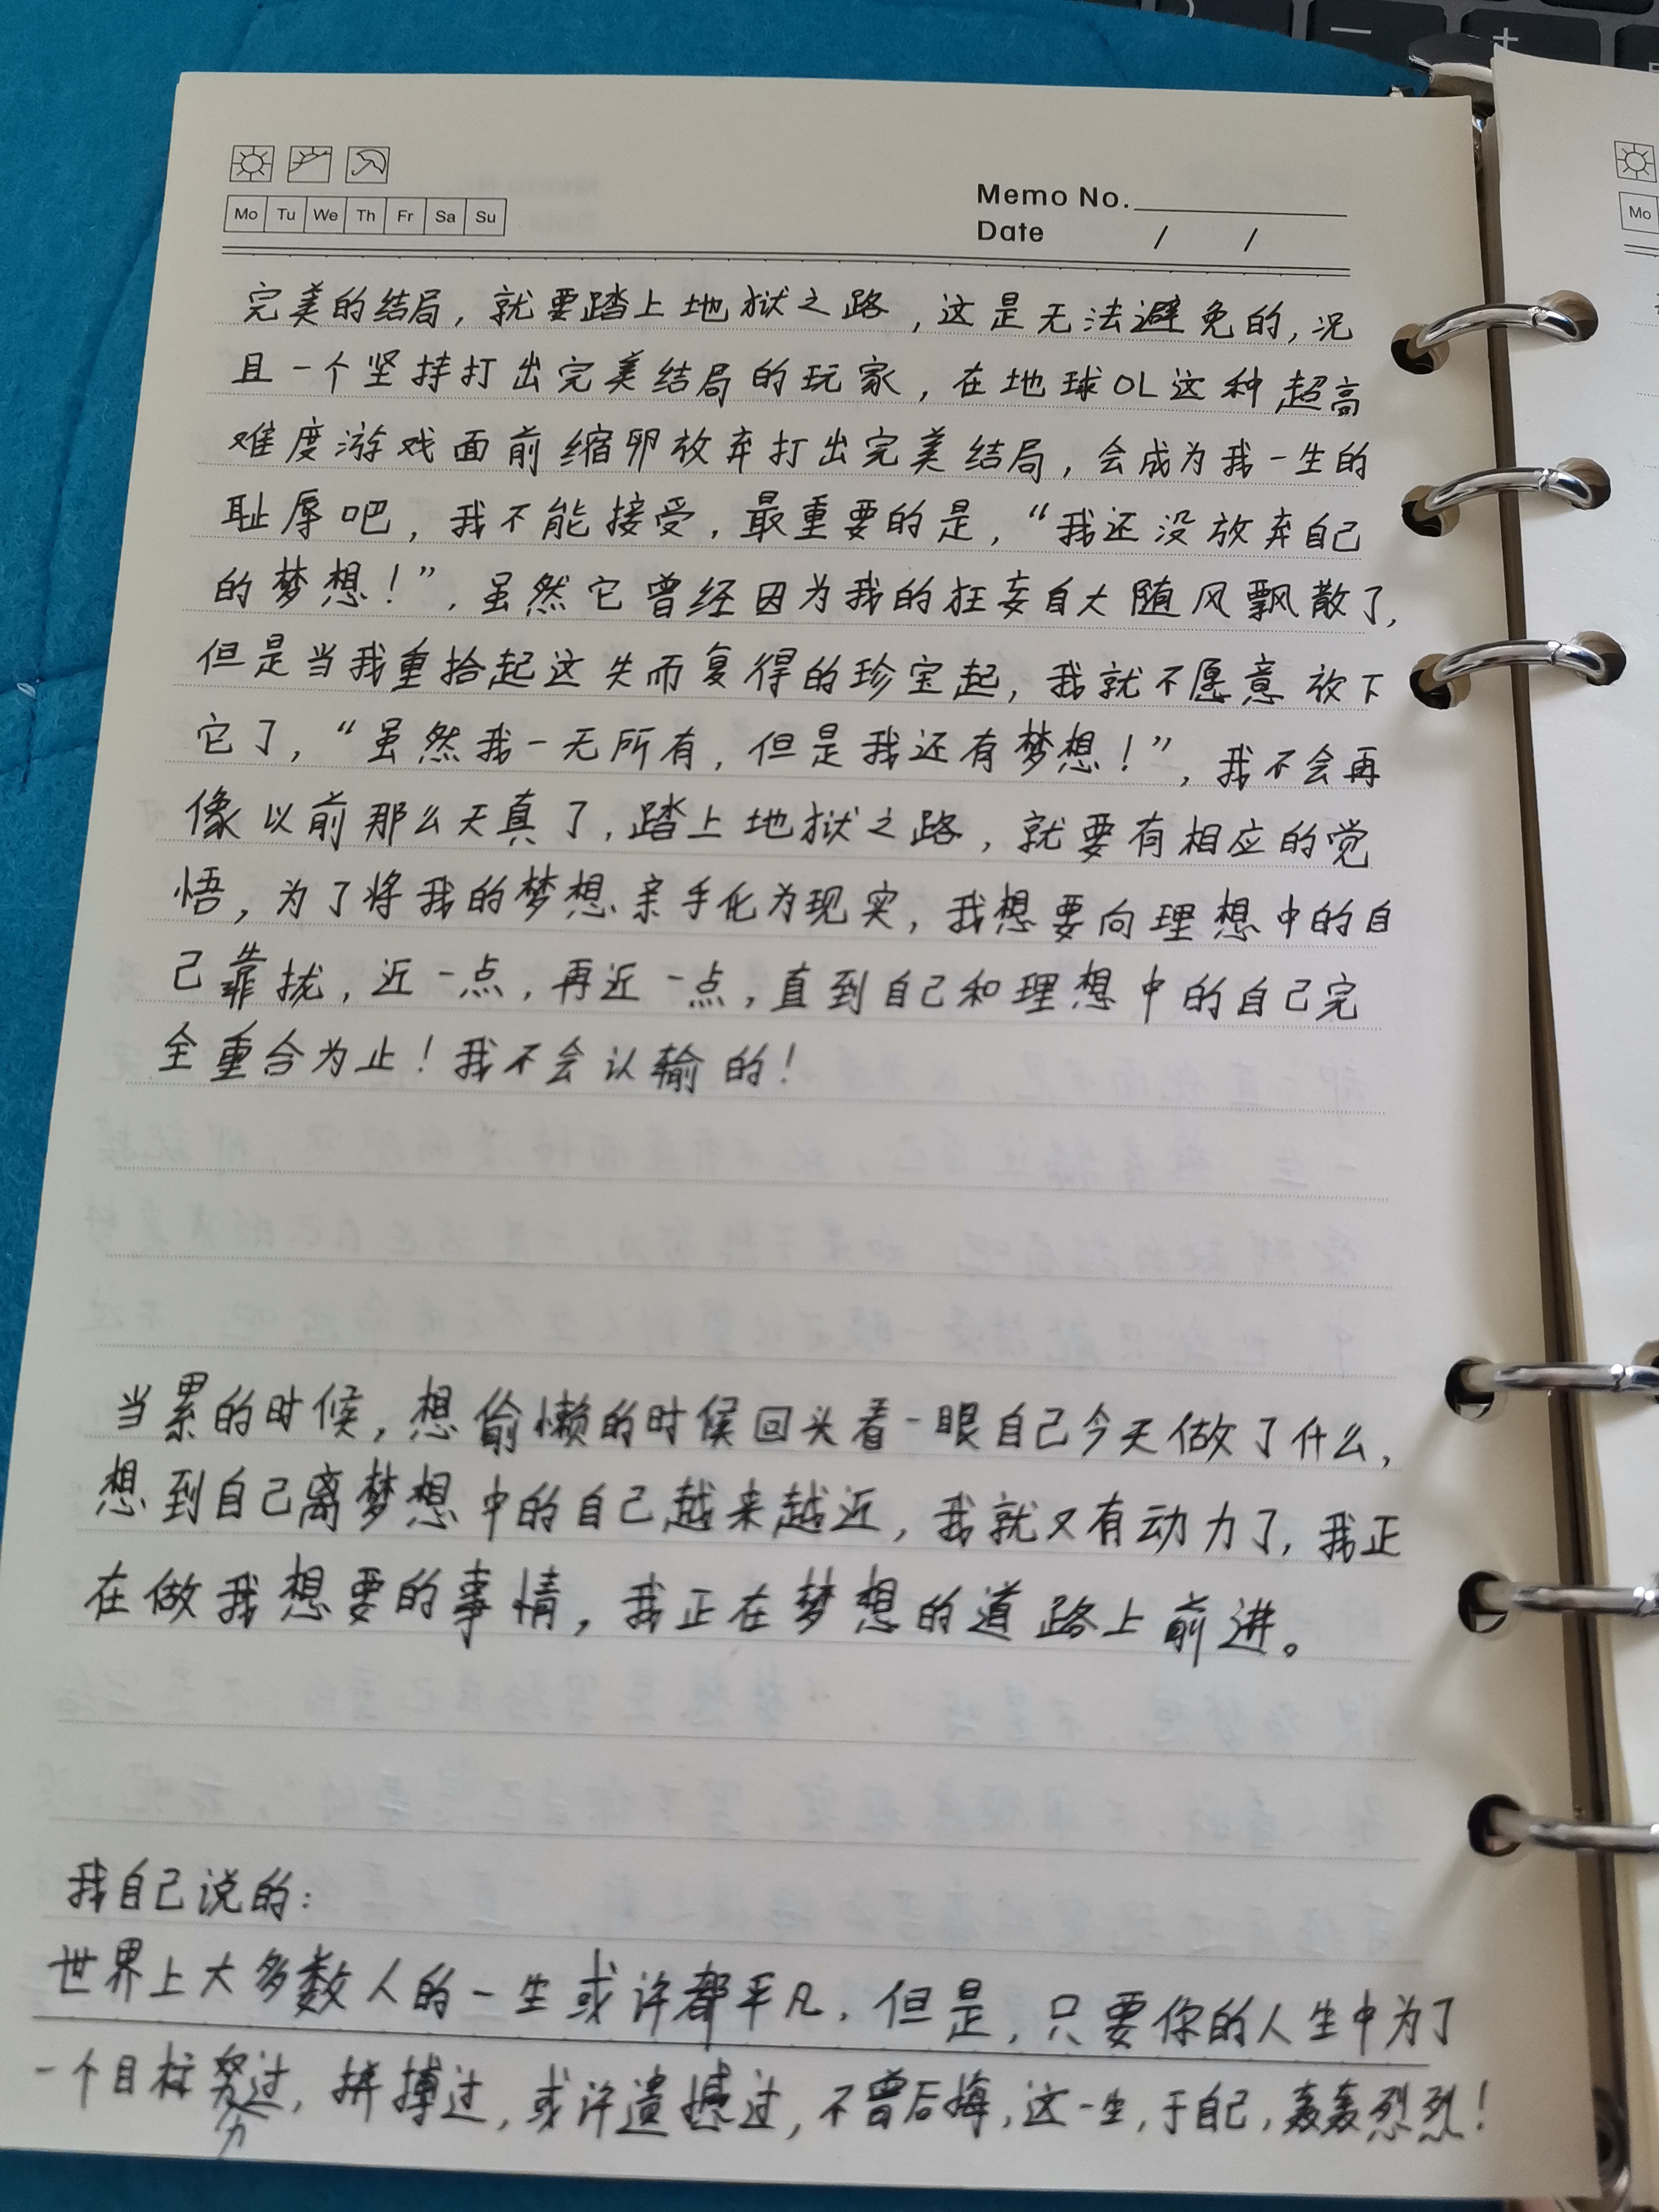 Mo Tu We Th Fr Sa Su
Memo No.
Date / /
完美的结局，就要踏上地狱之路，这是无法避免的，况
且一个坚持打出完美结局的玩家，在地球OL这种超高
难度游戏面前缩卵放弃打出完美结局，会成为我一生的
耻辱吧，我不能接受，最重要的是，“我还没放弃自己
的梦想！”，虽然它曾经因为我的狂妄自大随风飘散了，
但是当我重拾起这失而复得的珍宝起，我就不愿意放下
它了，“虽然我一无所有，但是我还有梦想！”，我不会再
像以前那么天真了，踏上地狱之路，就要有相应的觉
悟，为了将我的梦想亲手化为现实，我想要向理想中的自
己靠拢，近一点，再近一点，直到自己和理想中的自己完
全重合为止！我不会认输的！
当累的时候，想偷懒的时候回头看一眼自己今天做了什么，
想到自己离梦想中的自己越来越近，我就又有动力了，我正
在做我想要的事情，我正在梦想的道路上前进。
我自己说的：
世界上大多数人的一生或许都平凡，但是，只要你的人生中为了
一个目标努力过，拼搏过，或许遗憾过，不曾后悔，这一生，于自己，轰轰烈烈！
Mo